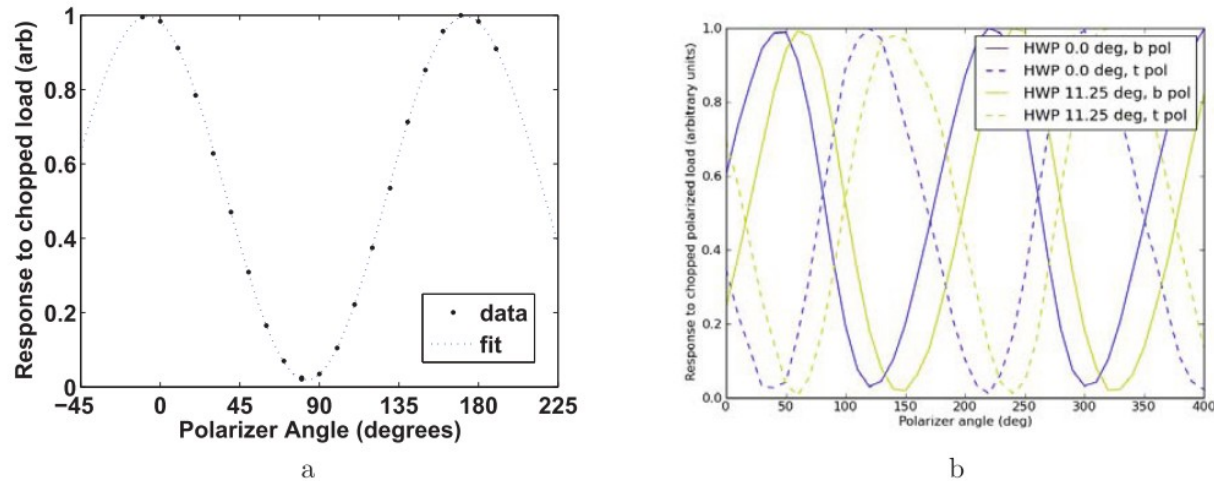 Response to chopped load (arb)
1
0.8
0.6
0.4
0.2
0
data
fit
−45 0 45 90 135 180 225
Polarizer Angle (degrees)
a
Response to chopped polarized load (arbitrary units)
1.0
0.8
0.6
0.4
0.2
0.0
HWP 0.0 deg, b pol
HWP 0.0 deg, t pol
HWP 11.25 deg, b pol
HWP 11.25 deg, t pol
0 50 100 150 200 250 300 350 400
Polarizer angle (deg)
b